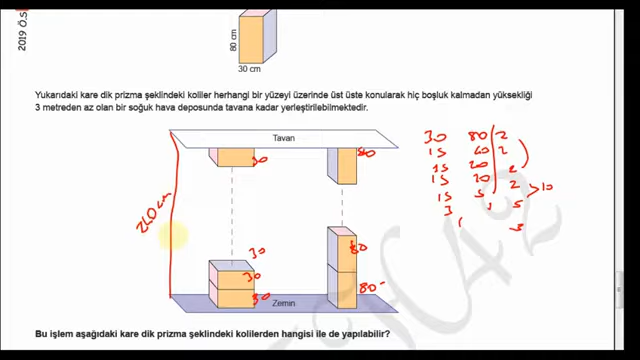 2019 Ö.S
80 cm
30 cm
Yukarıdaki kare dik prizma şeklindeki koliler herhangi bir yüzeyi üzerinde üst üste konularak hiç boşluk kalmadan yüksekliği
3 metreden az olan bir soğuk hava deposunda tavana kadar yerleştirilebilmektedir.
Tavan
30 80
240 cm
30
30
30
80
80
Zemin
30 80 2
15 40 2
15 20 2
15 10 2
15 5 5
3 1 3
1
10
Bu işlem aşağıdaki kare dik prizma şeklindeki kolilerden hangisi ile de yapılabilir?